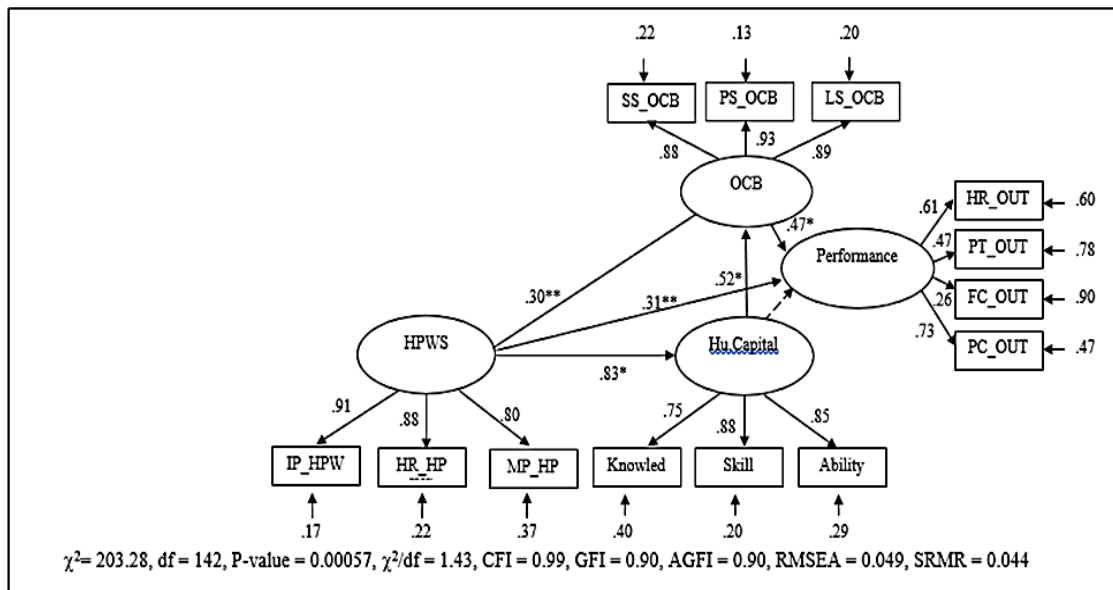 .22 .13 .20
SS_OCB PS_OCB LS_OCB
.88 .93 .89
OCB
HR_OUT .60
.61
.47*
PT_OUT .78
.47
Performance
.52*
FC_OUT .90
.26
.30** .31**
HPWS Hu.Capital
.73 PC_OUT .47
.83*
.91 .88 .80 .75 .88 .85
IP_HPW HR_HP MP_HP Knowled Skill Ability
.17 .22 .37 .40 .20 .29
χ²= 203.28, df = 142, P-value = 0.00057, χ²/df = 1.43, CFI = 0.99, GFI = 0.90, AGFI = 0.90, RMSEA = 0.049, SRMR = 0.044